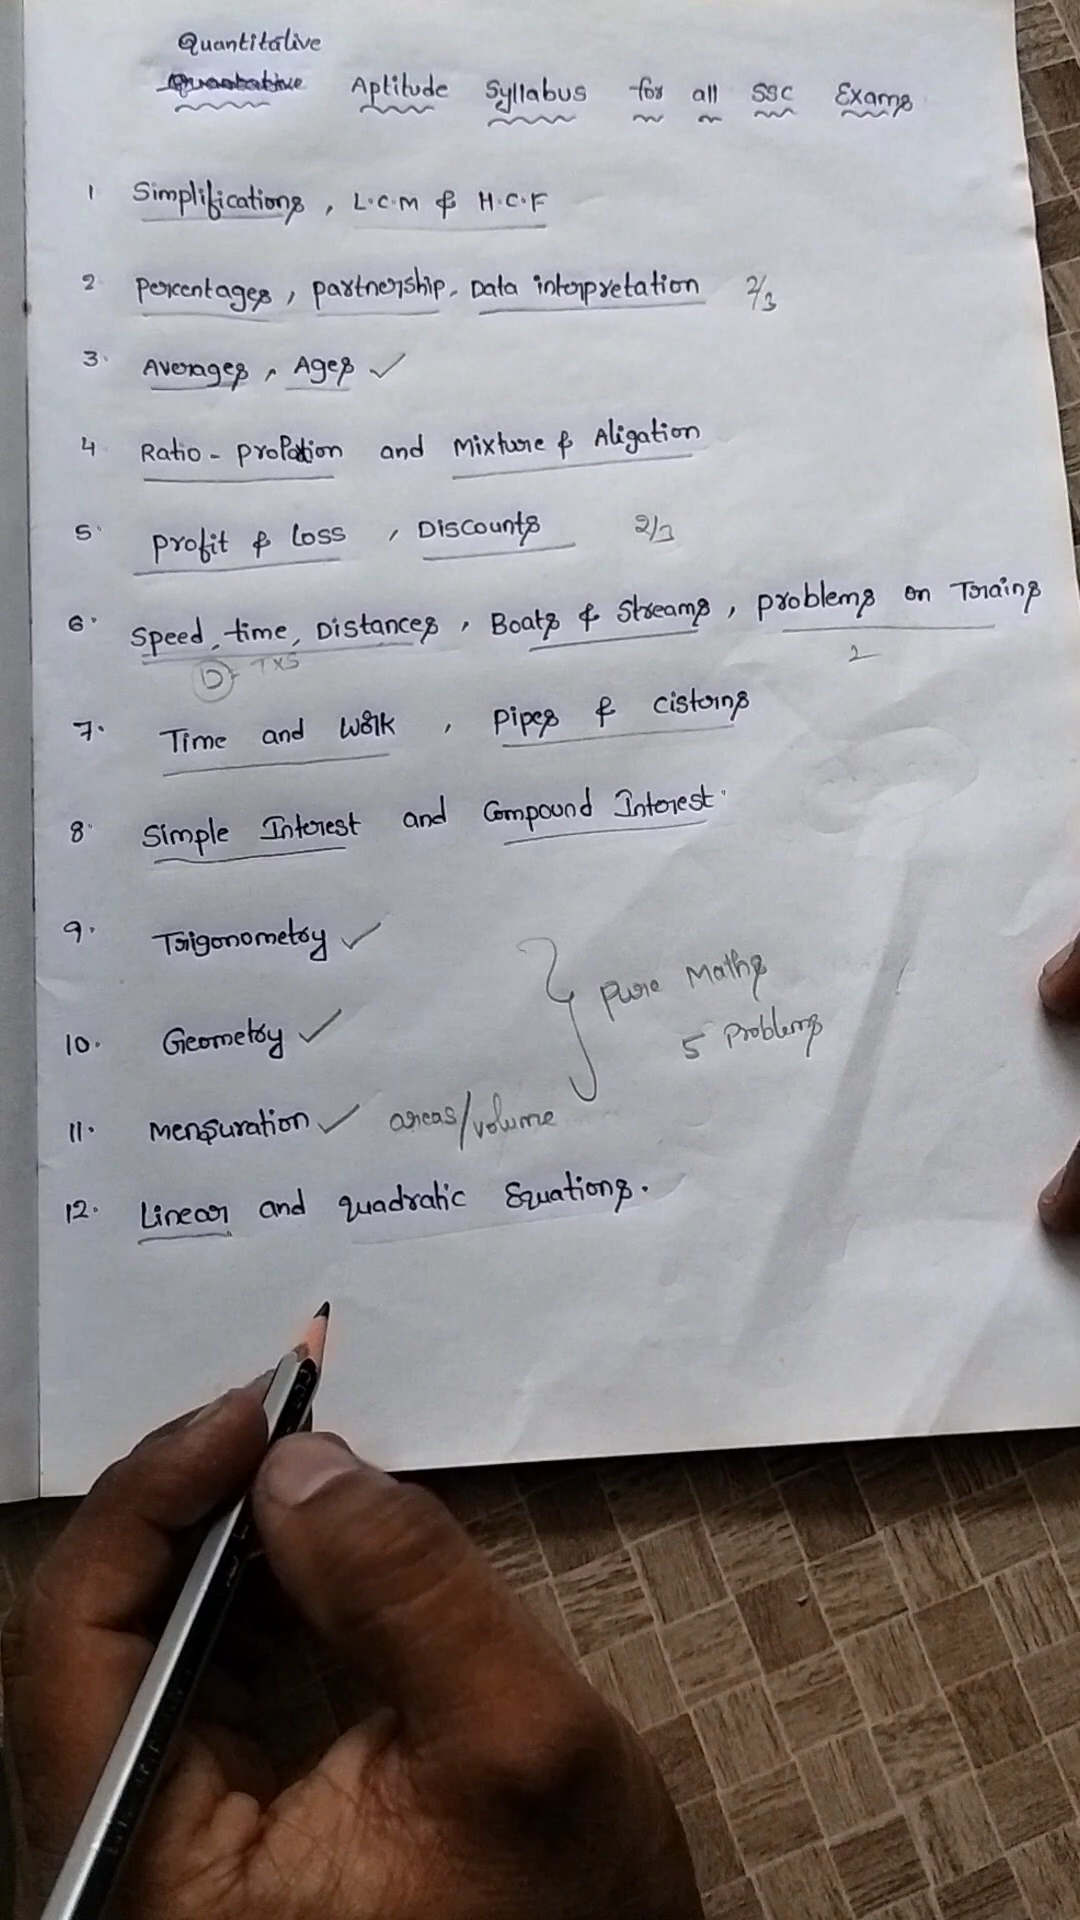 Quantitative
Aptitude Syllabus for all SSC Exams
1 Simplifications, L.C.M & H.C.F
2 percentages, partnership, Data interpretation 2/3
3. Averages, Ages ✓
4 Ratio - propotion and Mixture & Aligation
5. profit & loss, Discounts 2/3
6. Speed, time, Distances, Boats & Streams, problems on Trains
D= T×S 2
7. Time and Work, Pipes & cisterns
8. Simple Interest and Compound Interest.
9. Trigonometry ✓
pure Maths
10. Geometry ✓
5 problems
11. Mensuration ✓ areas/volume
12. Linear and quadratic Equations.